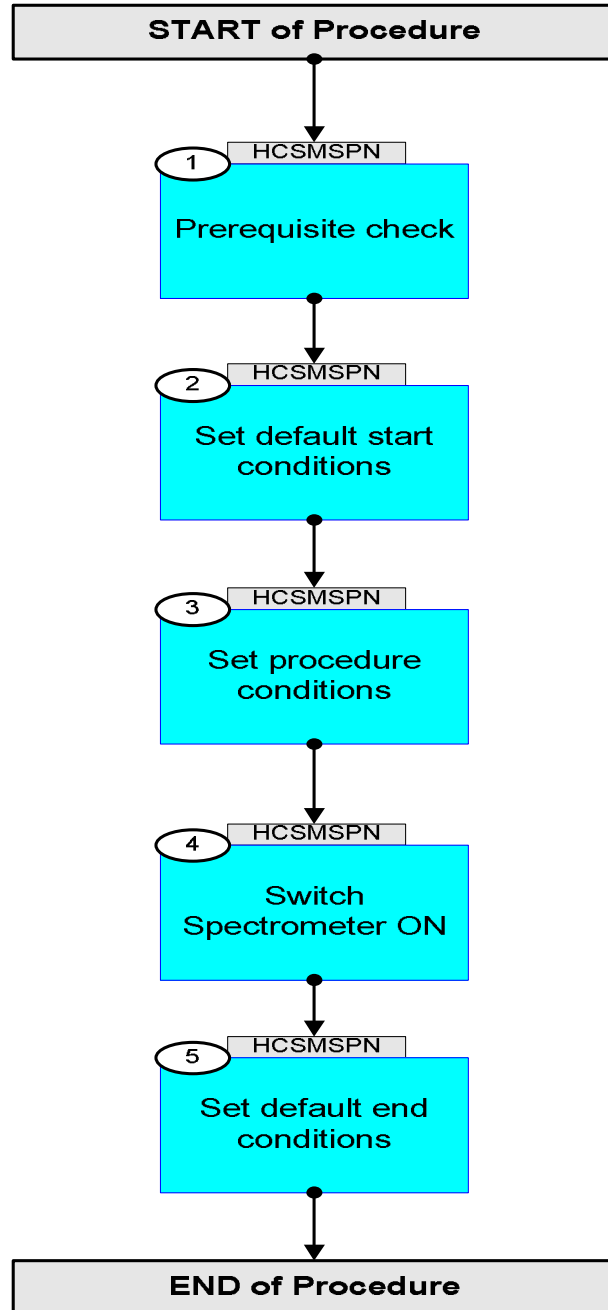 START of Procedure
HCSMSPN
1
Prerequisite check
HCSMSPN
2
Set default start
conditions
HCSMSPN
3
Set procedure
conditions
HCSMSPN
4
Switch
Spectrometer ON
HCSMSPN
5
Set default end
conditions
END of Procedure